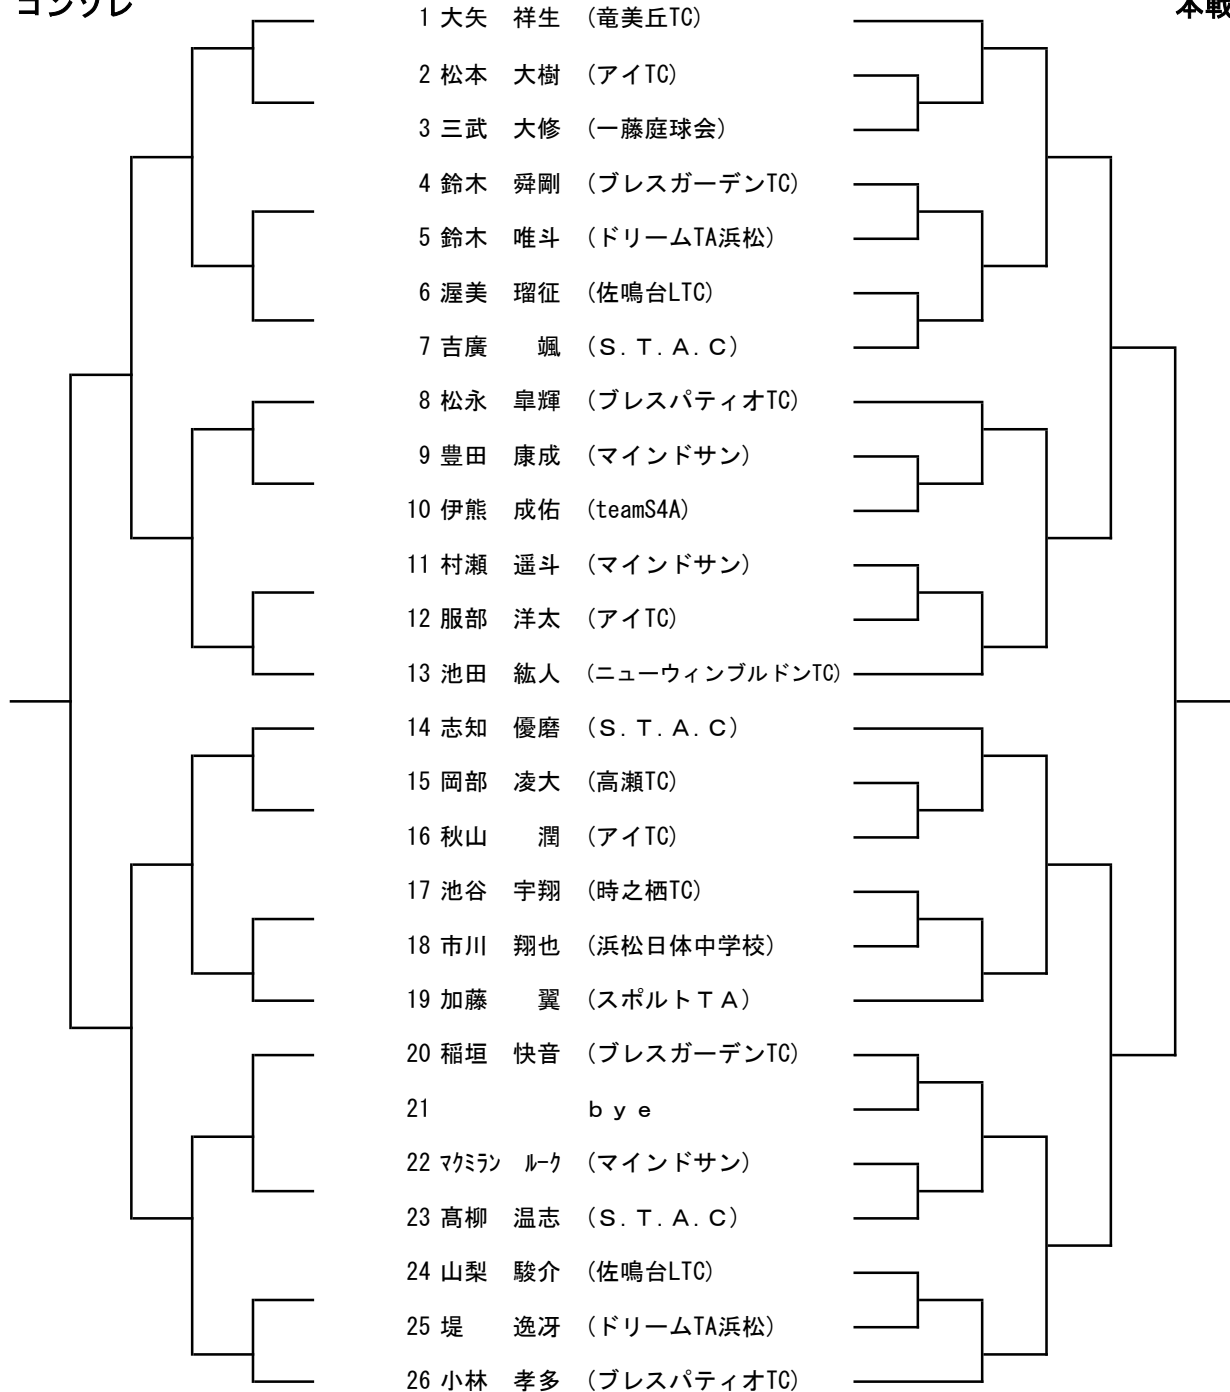 コンソレ
本戦
1 大矢 祥生 (竜美丘TC)
2 松本 大樹 (アイTC)
3 三武 大修 (一藤庭球会)
4 鈴木 舜剛 (ブレスガーデンTC)
5 鈴木 唯斗 (ドリームTA浜松)
6 渥美 瑠征 (佐鳴台LTC)
7 吉廣 颯 (Ｓ.Ｔ.Ａ.Ｃ)
8 松永 皐輝 (ブレスパティオTC)
9 豊田 康成 (マインドサン)
10 伊熊 成佑 (teamS4A)
11 村瀬 遥斗 (マインドサン)
12 服部 洋太 (アイTC)
13 池田 紘人 (ニューウィンブルドンTC)
14 志知 優磨 (Ｓ.Ｔ.Ａ.Ｃ)
15 岡部 凌大 (高瀬TC)
16 秋山 潤 (アイTC)
17 池谷 宇翔 (時之栖TC)
18 市川 翔也 (浜松日体中学校)
19 加藤 翼 (スポルトＴＡ)
20 稲垣 快音 (ブレスガーデンTC)
21 ｂｙｅ
22 ﾏｸﾐﾗﾝ ﾙｰｸ (マインドサン)
23 髙柳 温志 (Ｓ.Ｔ.Ａ.Ｃ)
24 山梨 駿介 (佐鳴台LTC)
25 堤 逸冴 (ドリームTA浜松)
26 小林 孝多 (ブレスパティオTC)